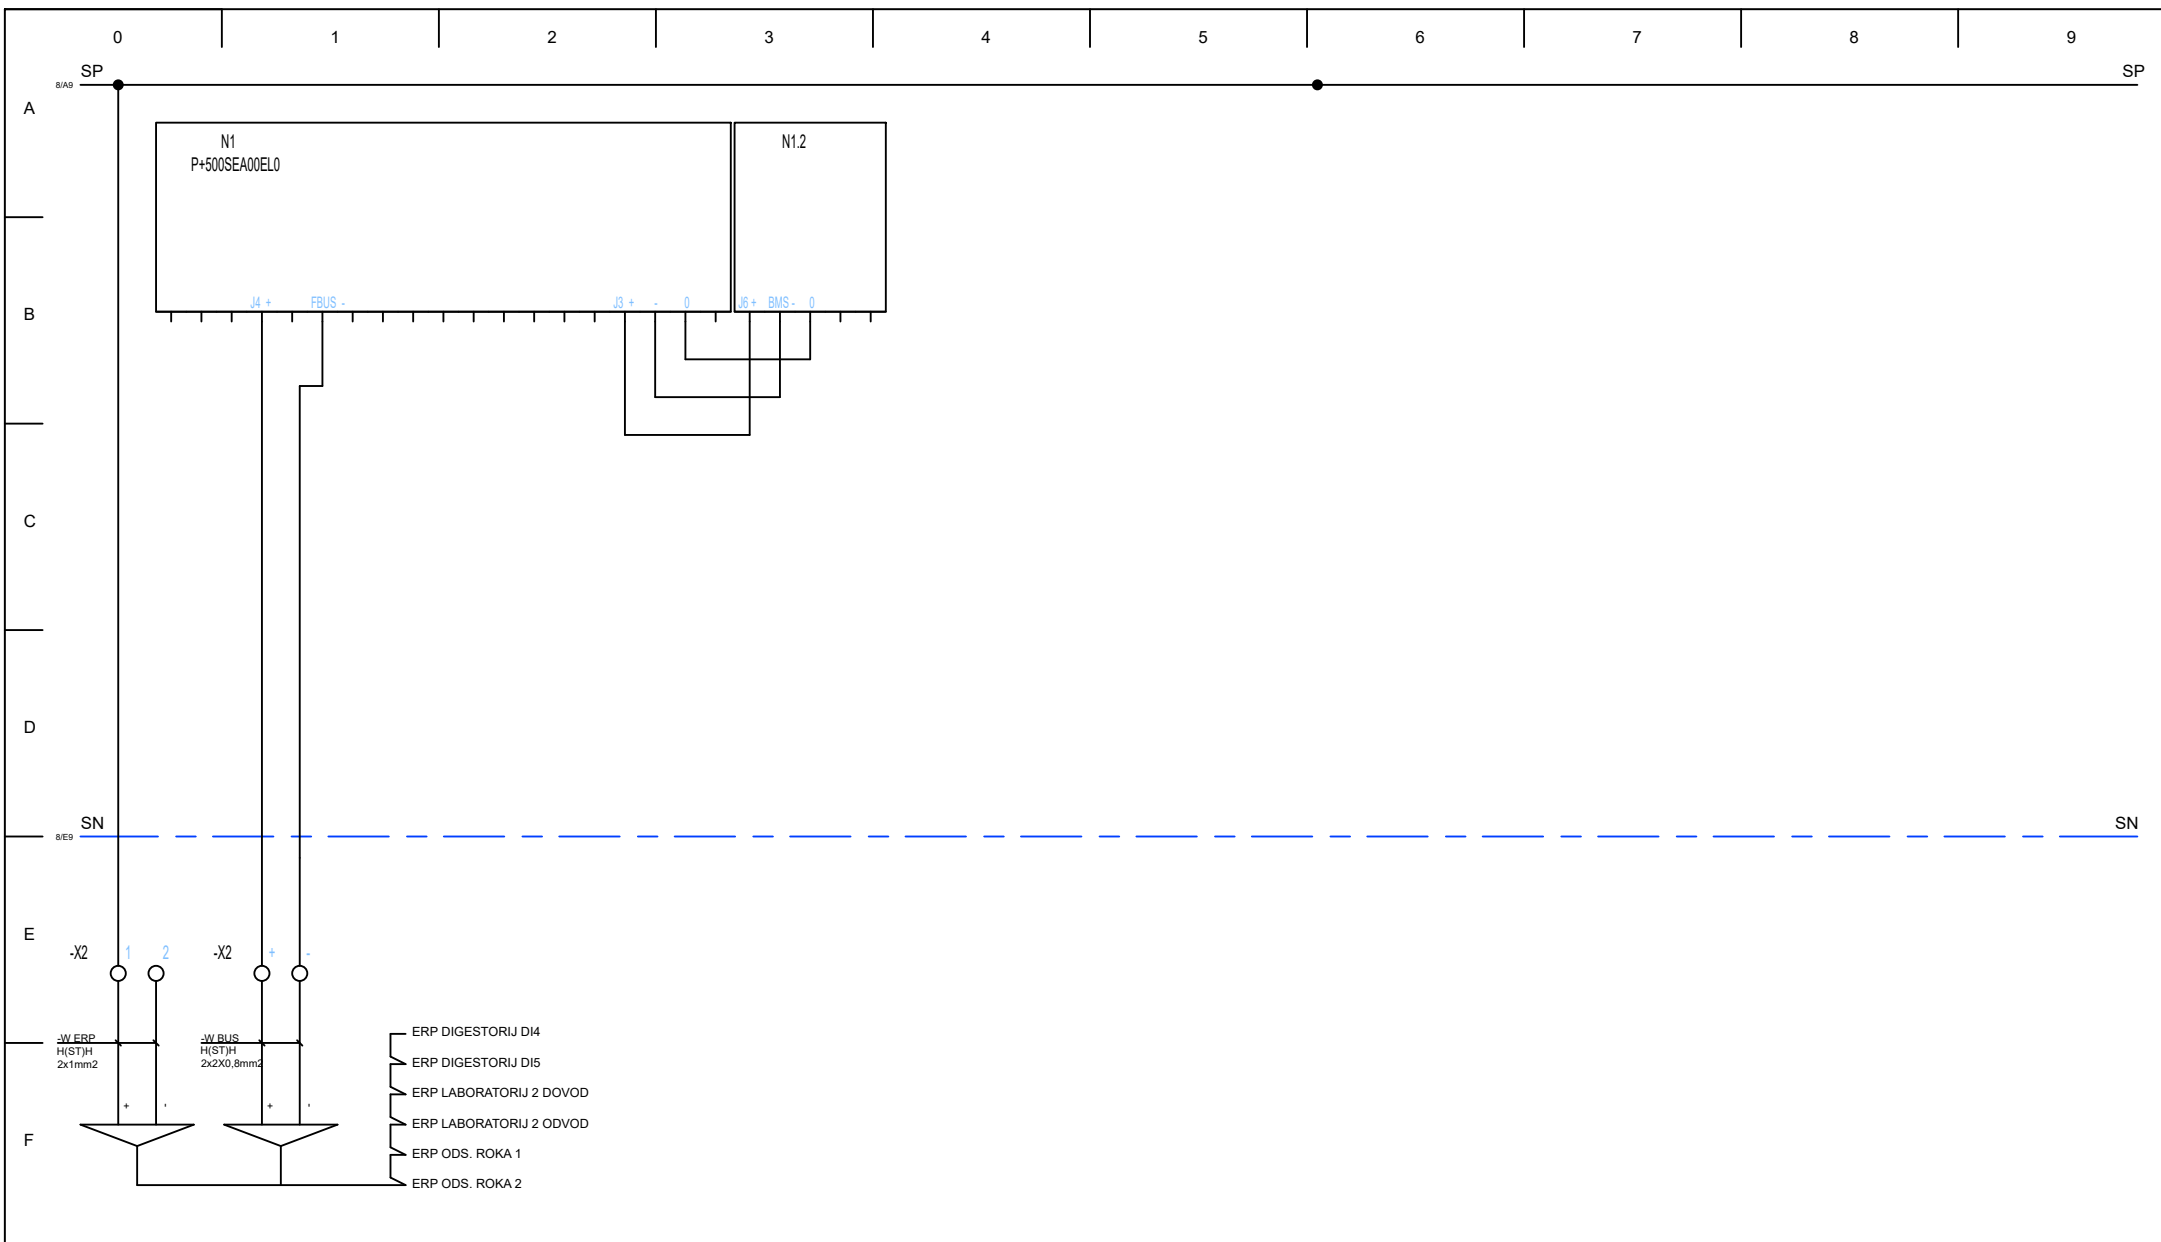 0 1 2 3 4 5 6 7 8 9
SP SP
8/A9
A
N1 N1.2
P+500SEA00EL0
J4 + FBUS - J3 + - 0 J6 + BMS - 0
B
C
D
SN SN
8/E9
E
-X2 1 2 -X2 + -
ERP DIGESTORIJ DI4
-W ERP -W BUS
H(ST)H H(ST)H
2x1mm2 2x2X0,8mm2
ERP DIGESTORIJ DI5
ERP LABORATORIJ 2 DOVOD
+ - + -
ERP LABORATORIJ 2 ODVOD
F
ERP ODS. ROKA 1
ERP ODS. ROKA 2